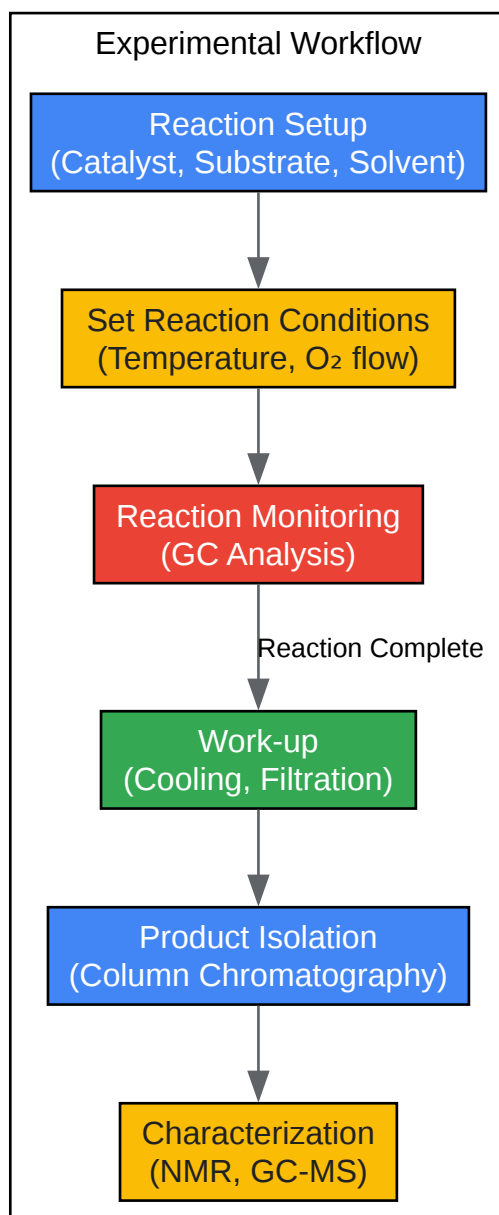 Experimental Workflow
Reaction Setup
(Catalyst, Substrate, Solvent)
Set Reaction Conditions
(Temperature, O₂ flow)
Reaction Monitoring
(GC Analysis)
Reaction Complete
Work-up
(Cooling, Filtration)
Product Isolation
(Column Chromatography)
Characterization
(NMR, GC-MS)